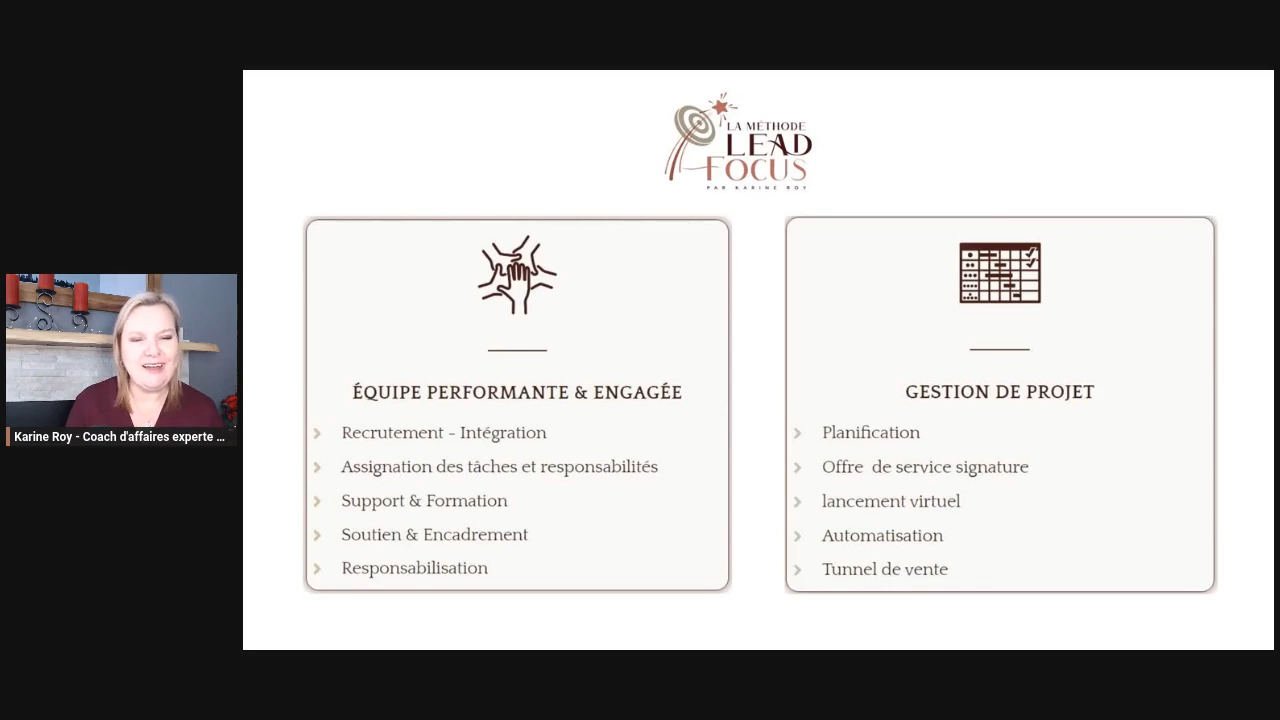 LA MÉTHODE
LEAD
FOCUS
PAR KARINE ROY
ÉQUIPE PERFORMANTE & ENGAGÉE
Recrutement - Intégration
Assignation des tâches et responsabilités
Support & Formation
Soutien & Encadrement
Responsabilisation
GESTION DE PROJET
Planification
Offre de service signature
lancement virtuel
Automatisation
Tunnel de vente
Karine Roy - Coach d'affaires experte ...